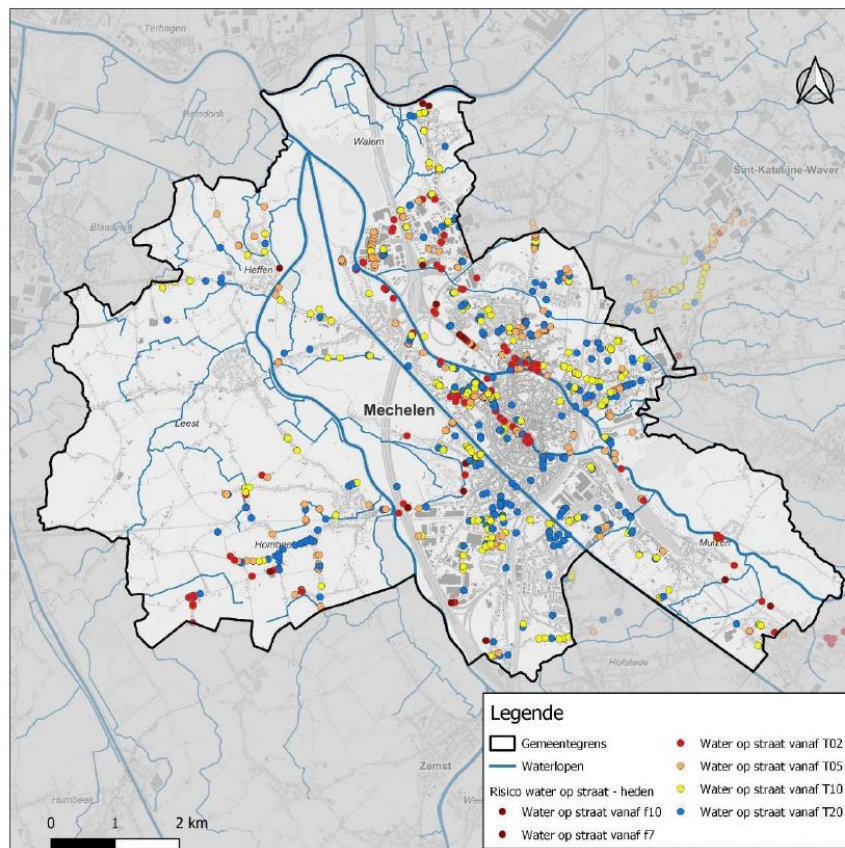 Terhagen
Heindonk
Walem
Sint-Katelijne-Waver
Blaasveld
Heffen
Mechelen
Leest
Hombeek
Muizen
Hofstade
Zemst
Humbeek
Legende
Gemeentegrens
Waterlopen
Risico water op straat - heden
Water op straat vanaf f10
Water op straat vanaf f7
Water op straat vanaf T02
Water op straat vanaf T05
Water op straat vanaf T10
Water op straat vanaf T20
0 1 2 km